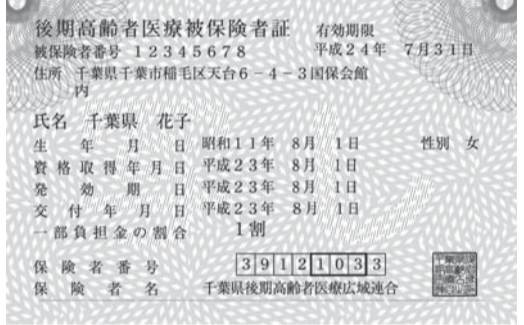 後期高齢者医療被保険者証 有効期限
被保険者番号 12345678 平成24年 7月31日
住所 千葉県千葉市稲毛区天台6-4-3国保会館
内
氏名 千葉県 花子
生年月日 昭和11年 8月 1日 性別 女
資格取得年月日 平成23年 8月 1日
発効期日 平成23年 8月 1日
交付年月日 平成23年 8月 1日
一部負担金の割合 1割
保険者番号 39121033
保険者名 千葉県後期高齢者医療広域連合